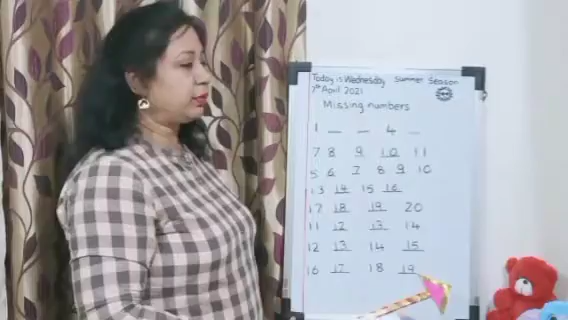 Today is Wednesday Summer Season
7th April 2021
Missing numbers
1 __ __ 4 __
7 8 9 10 11
5 6 7 8 9 10
13 14 15 16
17 18 19 20
11 12 13 14
12 13 14 15
16 17 18 19